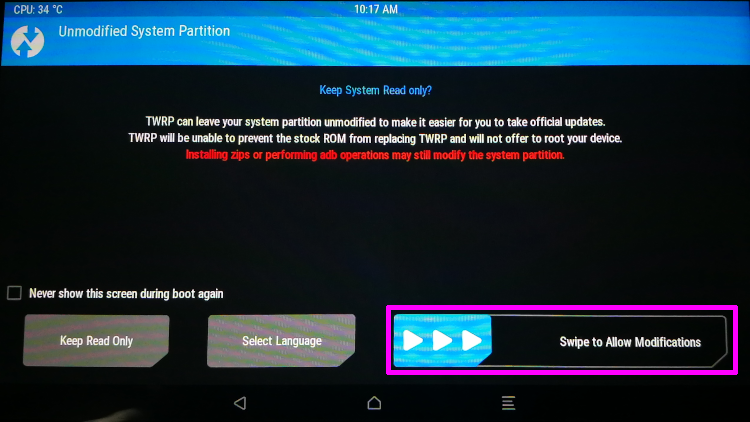 CPU: 34 °C
10:17 AM
Unmodified System Partition
Keep System Read only?
TWRP can leave your system partition unmodified to make it easier for you to take official updates.
TWRP will be unable to prevent the stock ROM from replacing TWRP and will not offer to root your device.
Installing zips or performing adb operations may still modify the system partition.
Never show this screen during boot again
Keep Read Only
Select Language
Swipe to Allow Modifications